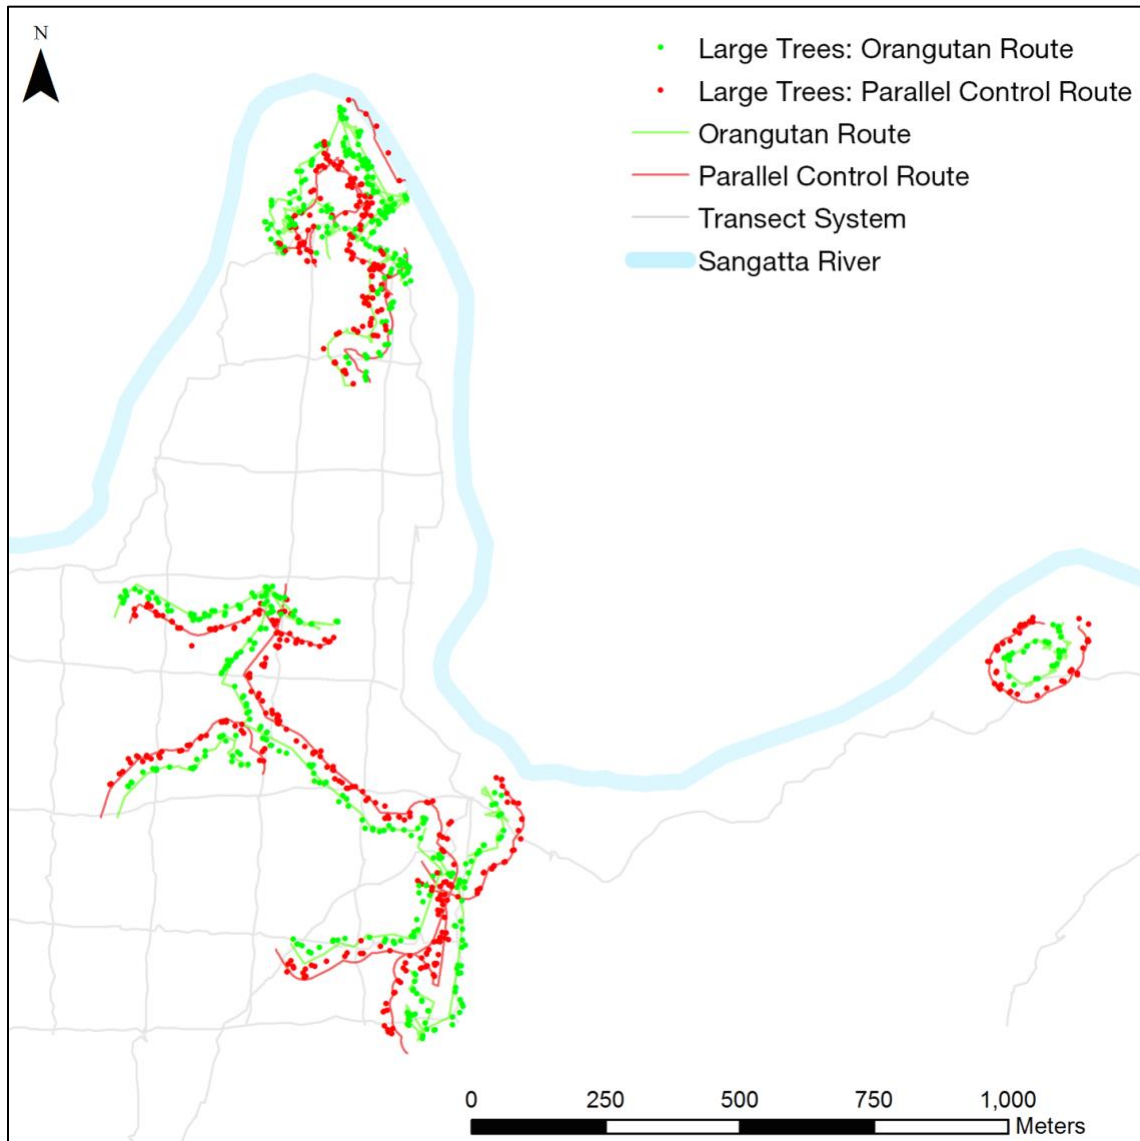 N
Large Trees: Orangutan Route
Large Trees: Parallel Control Route
Orangutan Route
Parallel Control Route
Transect System
Sangatta River
0 250 500 750 1,000
Meters